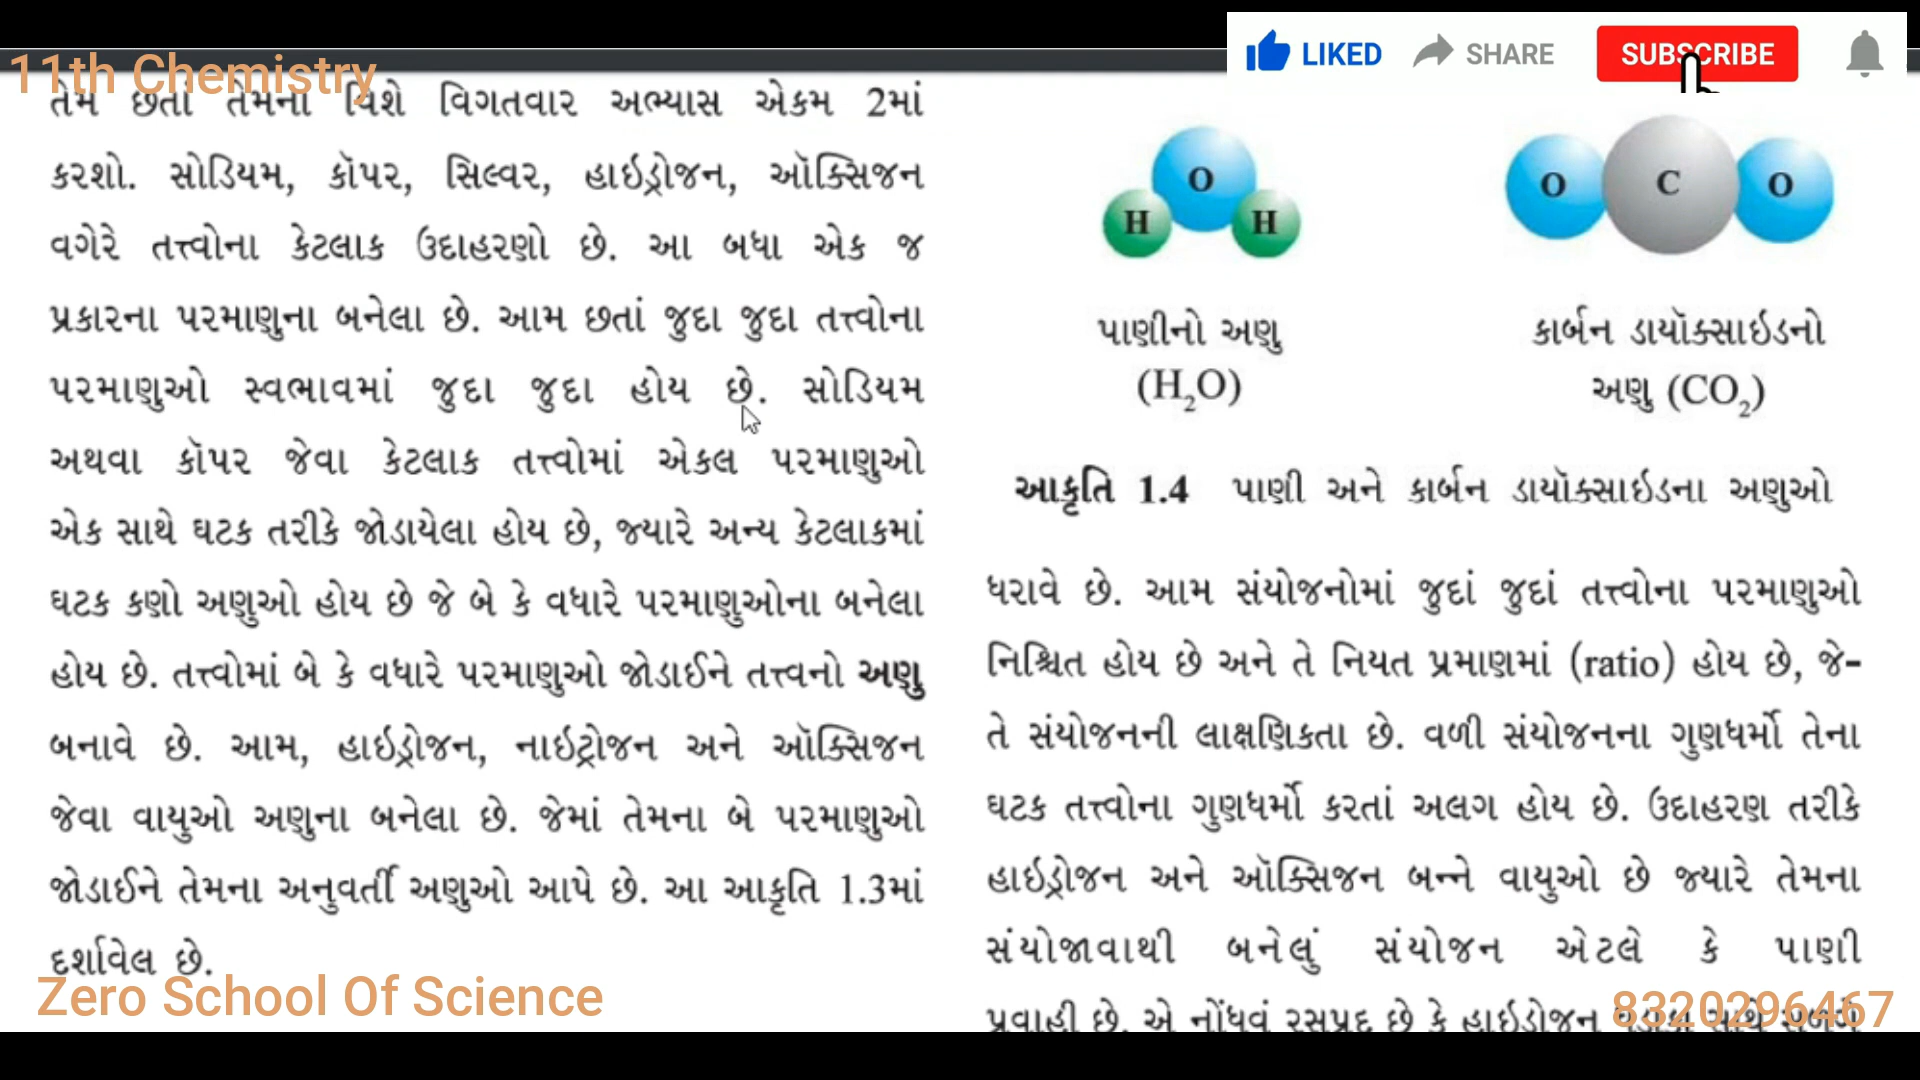 11th Chemistry
LIKED
SHARE
SUBSCRIBE
તેમ છતાં તેમના વિશે વિગતવાર અભ્યાસ એકમ 2માં
કરશો. સોડિયમ, કૉપર, સિલ્વર, હાઇડ્રોજન, ઑક્સિજન
વગેરે તત્ત્વોના કેટલાક ઉદાહરણો છે. આ બધા એક જ
પ્રકારના પરમાણુના બનેલા છે. આમ છતાં જુદા જુદા તત્ત્વોના
પરમાણુઓ સ્વભાવમાં જુદા જુદા હોય છે. સોડિયમ
અથવા કૉપર જેવા કેટલાક તત્ત્વોમાં એકલ પરમાણુઓ
એક સાથે ઘટક તરીકે જોડાયેલા હોય છે, જ્યારે અન્ય કેટલાકમાં
ઘટક કણો અણુઓ હોય છે જે બે કે વધારે પરમાણુઓના બનેલા
હોય છે. તત્ત્વોમાં બે કે વધારે પરમાણુઓ જોડાઈને તત્ત્વનો અણુ
બનાવે છે. આમ, હાઇડ્રોજન, નાઇટ્રોજન અને ઑક્સિજન
જેવા વાયુઓ અણુના બનેલા છે. જેમાં તેમના બે પરમાણુઓ
જોડાઈને તેમના અનુવર્તી અણુઓ આપે છે. આ આકૃતિ 1.3માં
દર્શાવેલ છે.
O
H H
O C O
પાણીનો અણુ
(H₂O)
કાર્બન ડાયૉક્સાઇડનો
અણુ (CO₂)
આકૃતિ 1.4 પાણી અને કાર્બન ડાયૉક્સાઇડના અણુઓ
ધરાવે છે. આમ સંયોજનોમાં જુદાં જુદાં તત્ત્વોના પરમાણુઓ
નિશ્ચિત હોય છે અને તે નિયત પ્રમાણમાં (ratio) હોય છે, જે-
તે સંયોજનની લાક્ષણિકતા છે. વળી સંયોજનના ગુણધર્મો તેના
ઘટક તત્ત્વોના ગુણધર્મો કરતાં અલગ હોય છે. ઉદાહરણ તરીકે
હાઇડ્રોજન અને ઑક્સિજન બન્ને વાયુઓ છે જ્યારે તેમના
સંયોજાવાથી બનેલું સંયોજન એટલે કે પાણી
પ્રવાહી છે. એ નોંધવું રસપ્રદ છે કે હાઇડ્રોજન
Zero School Of Science
8320296467